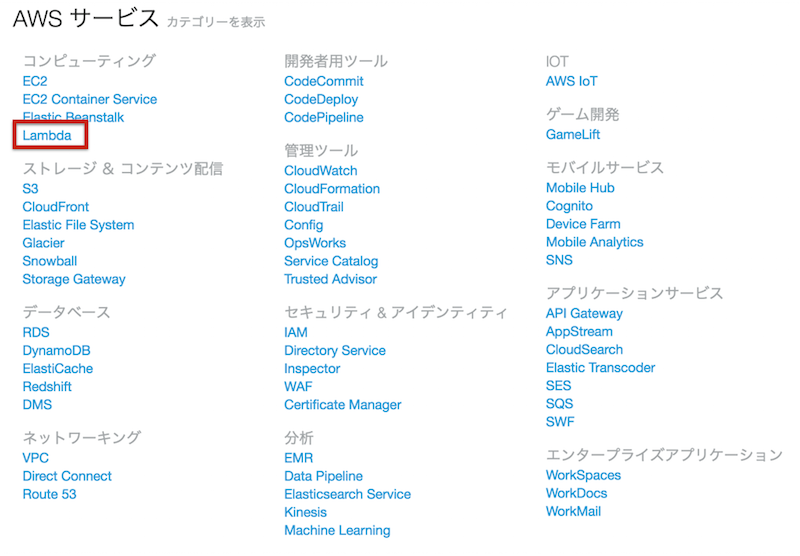 AWS サービス カテゴリーを表示
コンピューティング
EC2
EC2 Container Service
Elastic Beanstalk
Lambda
ストレージ & コンテンツ配信
S3
CloudFront
Elastic File System
Glacier
Snowball
Storage Gateway
データベース
RDS
DynamoDB
ElastiCache
Redshift
DMS
ネットワーキング
VPC
Direct Connect
Route 53
開発者用ツール
CodeCommit
CodeDeploy
CodePipeline
管理ツール
CloudWatch
CloudFormation
CloudTrail
Config
OpsWorks
Service Catalog
Trusted Advisor
セキュリティ & アイデンティティ
IAM
Directory Service
Inspector
WAF
Certificate Manager
分析
EMR
Data Pipeline
Elasticsearch Service
Kinesis
Machine Learning
IOT
AWS IoT
ゲーム開発
GameLift
モバイルサービス
Mobile Hub
Cognito
Device Farm
Mobile Analytics
SNS
アプリケーションサービス
API Gateway
AppStream
CloudSearch
Elastic Transcoder
SES
SQS
SWF
エンタープライズアプリケーション
WorkSpaces
WorkDocs
WorkMail